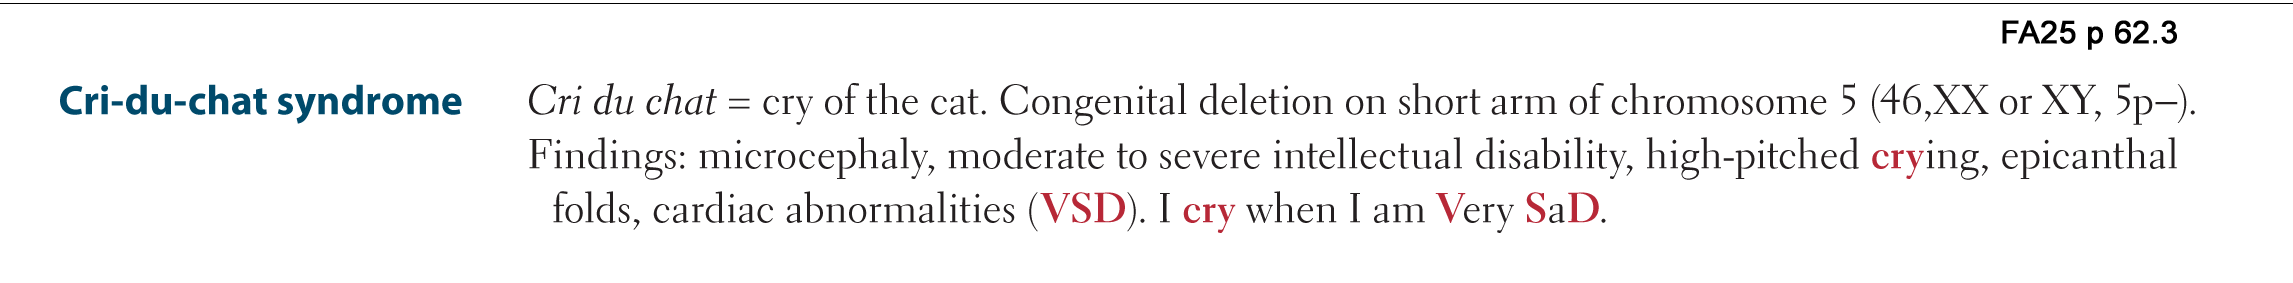 FA25 p 62.3
Cri-du-chat syndrome Cri du chat = cry of the cat. Congenital deletion on short arm of chromosome 5 (46,XX or XY, 5p–).
Findings: microcephaly, moderate to severe intellectual disability, high-pitched crying, epicanthal
folds, cardiac abnormalities (VSD). I cry when I am Very SaD.